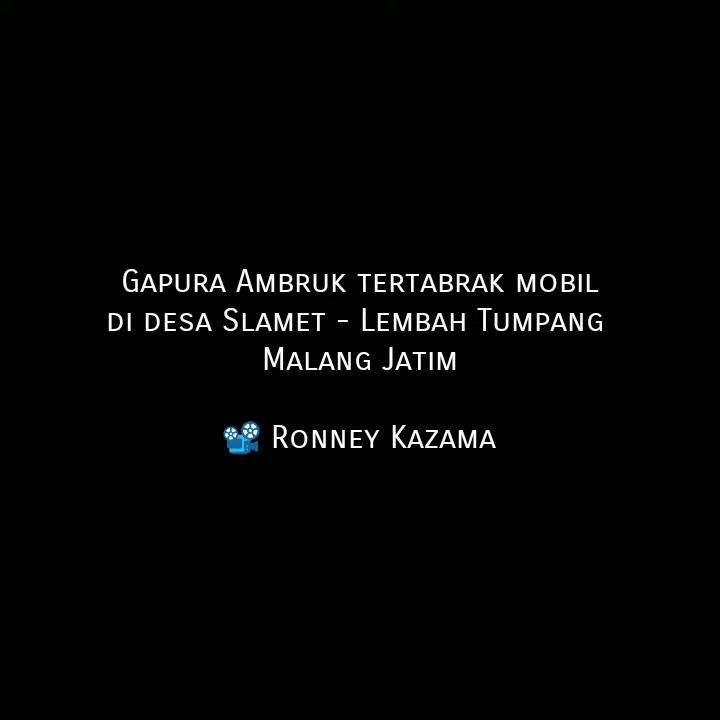 Gapura Ambruk tertabrak mobil
di desa Slamet - Lembah Tumpang
Malang Jatim
📽 Ronney Kazama